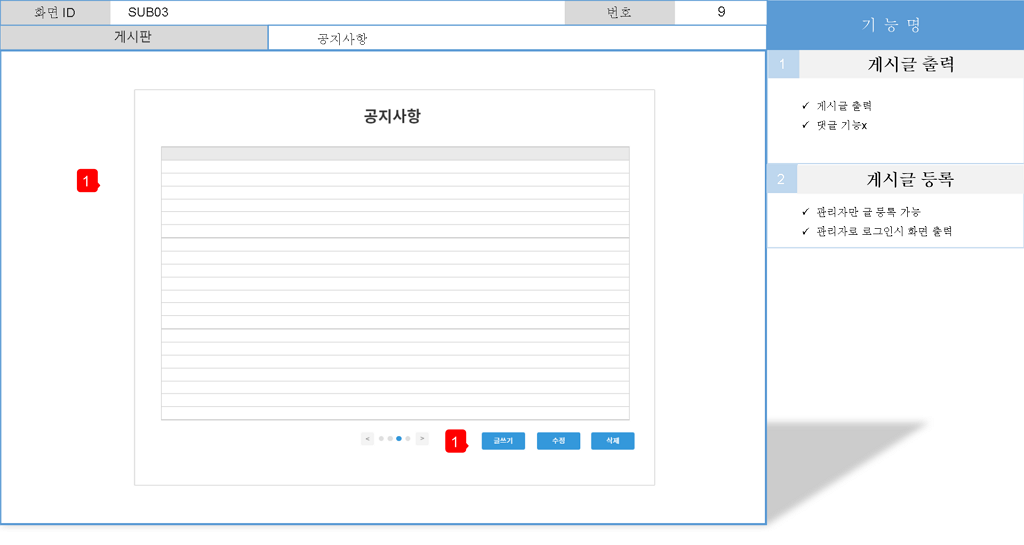 화면 ID
SUB03
번호
9
게시판
공지사항
기 능 명
1
게시글 출력
✓ 게시글 출력
✓ 댓글 기능x
2
게시글 등록
✓ 관리자만 글 등록 가능
✓ 관리자로 로그인시 화면 출력
공지사항
1
<
>
1
글쓰기
수정
삭제